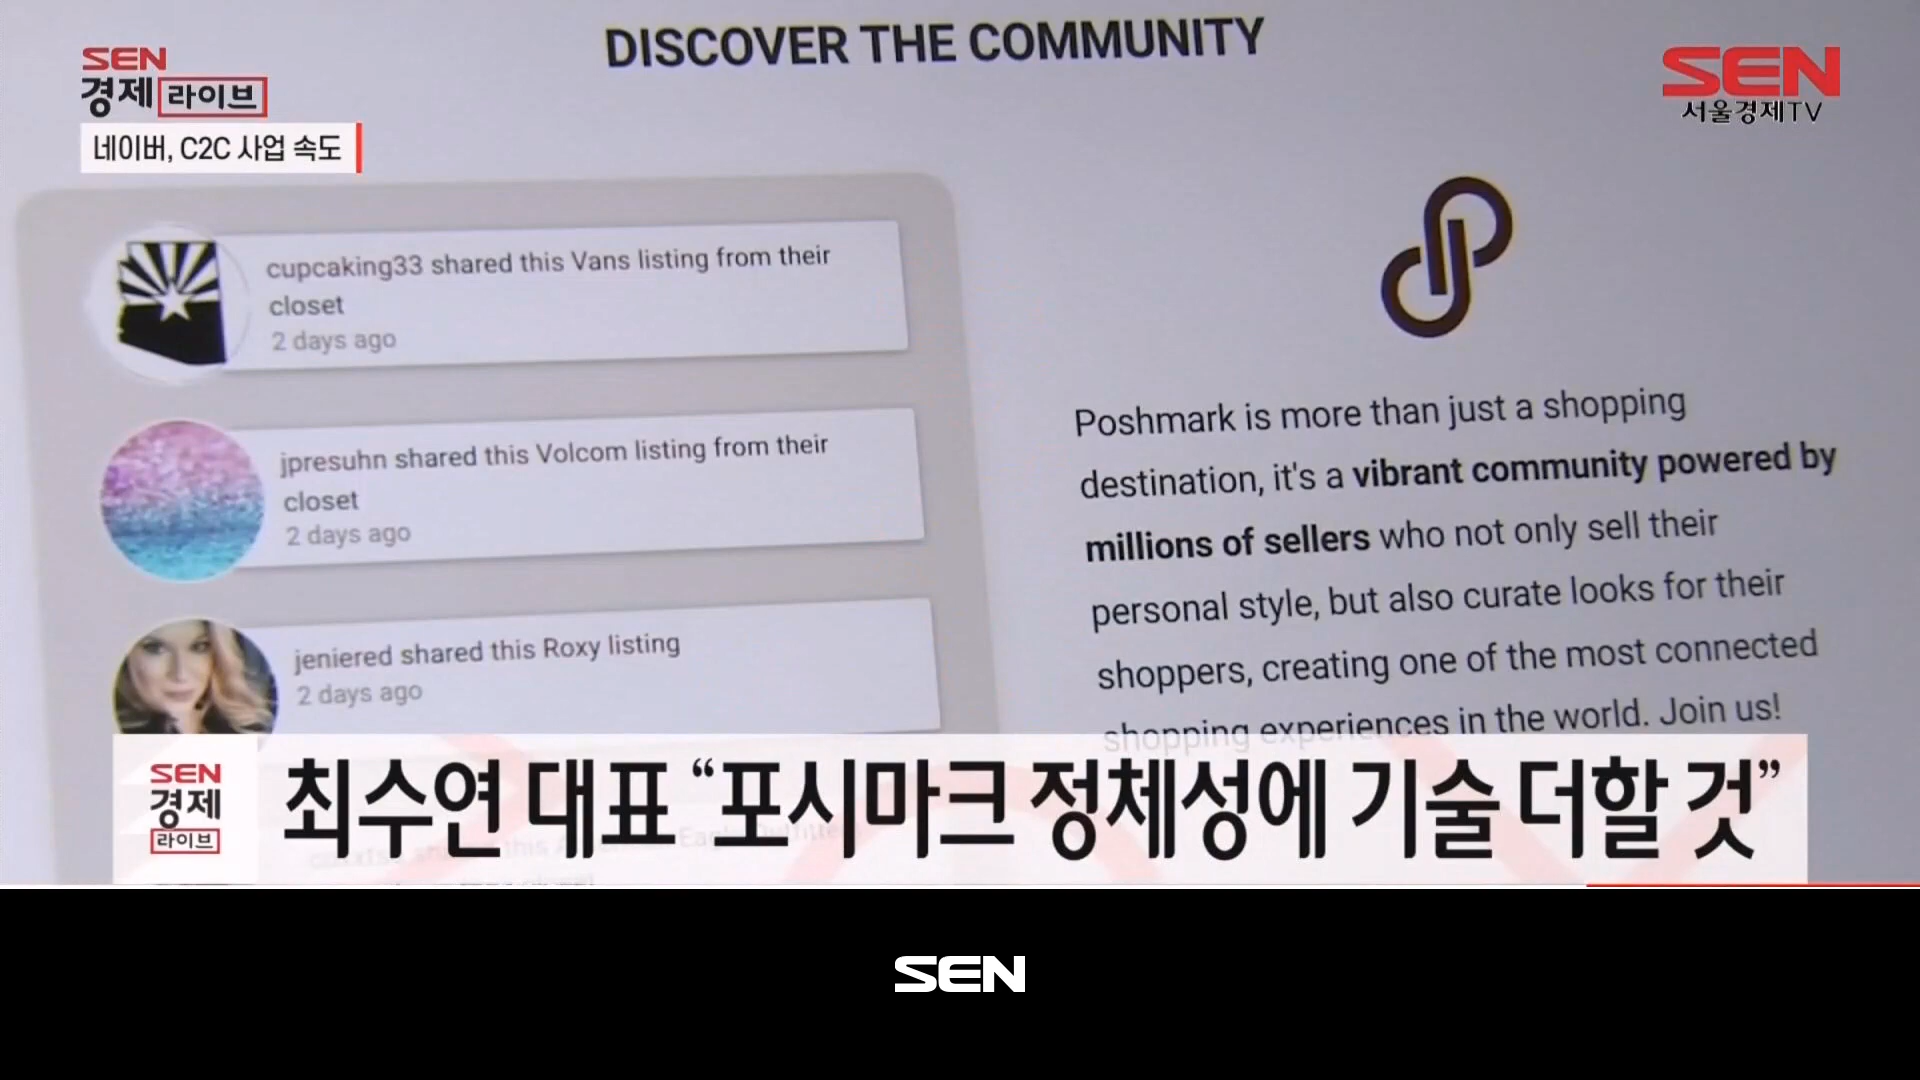 DISCOVER THE COMMUNITY
SEN
경제 라이브
네이버, C2C 사업 속도
SEN
서울경제TV
cupcaking33 shared this Vans listing from their
closet
2 days ago
jpresuhn shared this Volcom listing from their
closet
2 days ago
jeniered shared this Roxy listing
2 days ago
Poshmark is more than just a shopping
destination, it's a vibrant community powered by
millions of sellers who not only sell their
personal style, but also curate looks for their
shoppers, creating one of the most connected
shopping experiences in the world. Join us!
SEN
경제
라이브
최수연 대표 “포시마크 정체성에 기술 더할 것”
SEN